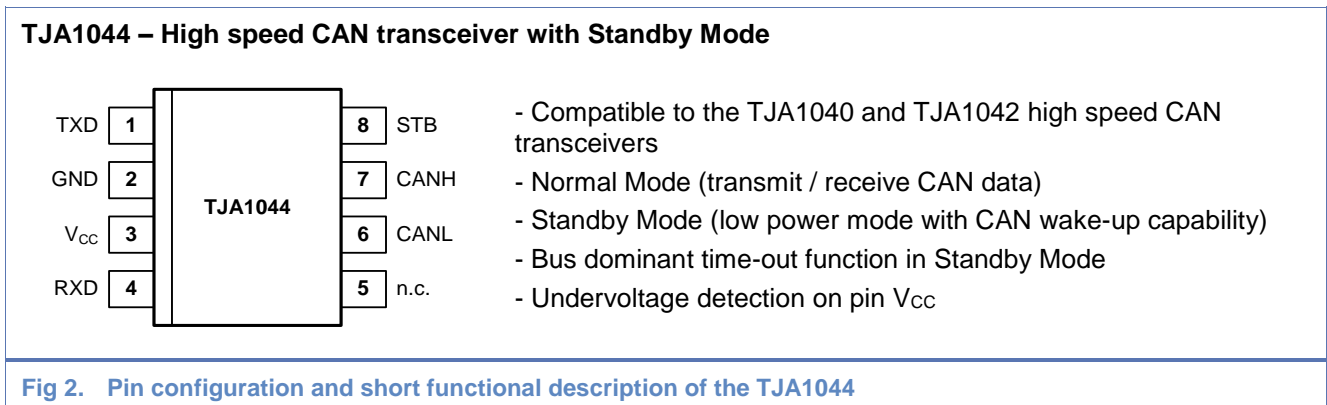 TJA1044 – High speed CAN transceiver with Standby Mode
TXD 1
GND 2
VCC 3
RXD 4
TJA1044
8 STB
7 CANH
6 CANL
5 n.c.
- Compatible to the TJA1040 and TJA1042 high speed CAN
transceivers
- Normal Mode (transmit / receive CAN data)
- Standby Mode (low power mode with CAN wake-up capability)
- Bus dominant time-out function in Standby Mode
- Undervoltage detection on pin VCC
Fig 2. Pin configuration and short functional description of the TJA1044